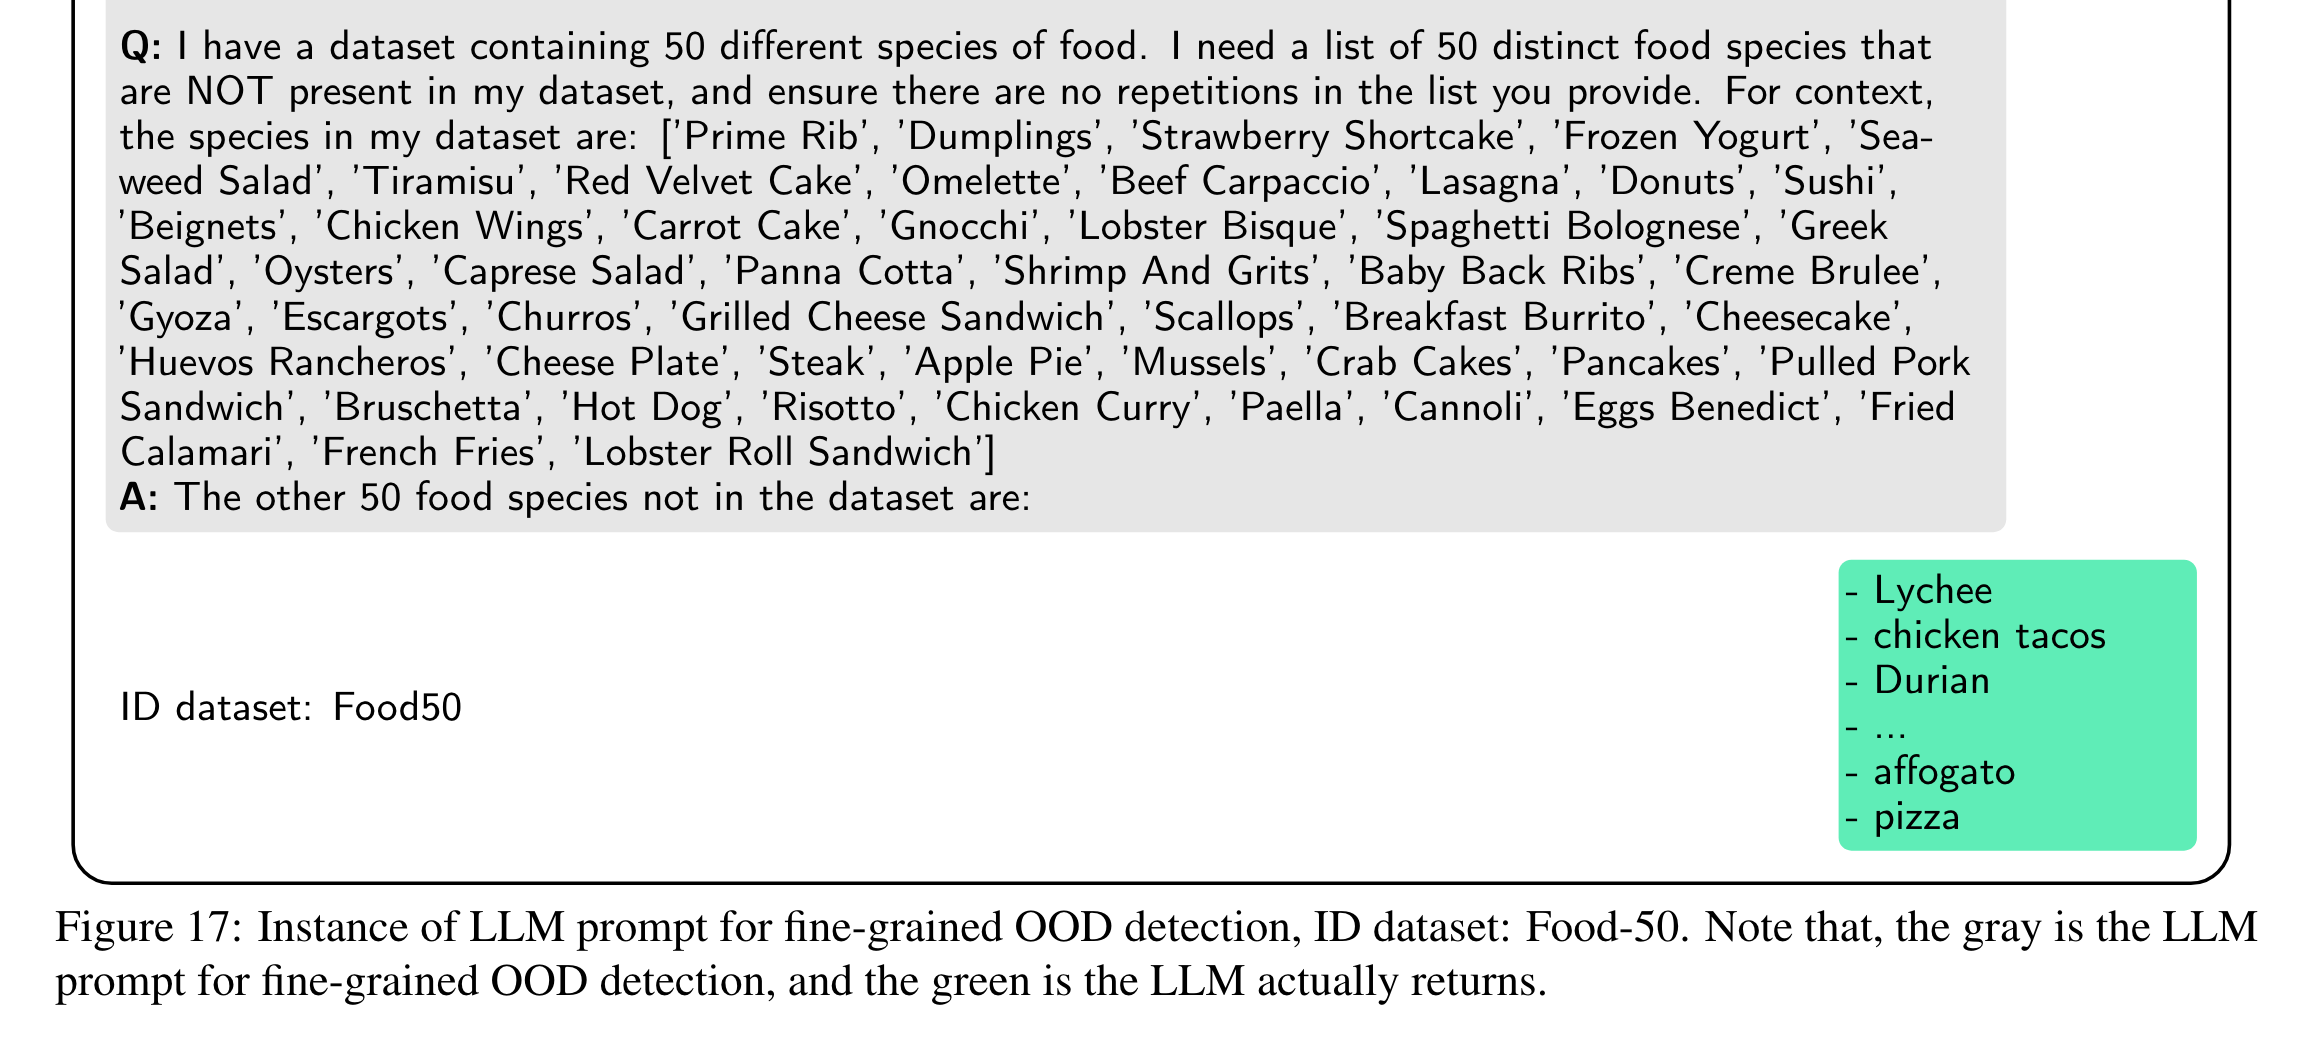 Q: I have a dataset containing 50 different species of food. I need a list of 50 distinct food species that
are NOT present in my dataset, and ensure there are no repetitions in the list you provide. For context,
the species in my dataset are: ['Prime Rib', 'Dumplings', 'Strawberry Shortcake', 'Frozen Yogurt', 'Sea-
weed Salad', 'Tiramisu', 'Red Velvet Cake', 'Omelette', 'Beef Carpaccio', 'Lasagna', 'Donuts', 'Sushi',
'Beignets', 'Chicken Wings', 'Carrot Cake', 'Gnocchi', 'Lobster Bisque', 'Spaghetti Bolognese', 'Greek
Salad', 'Oysters', 'Caprese Salad', 'Panna Cotta', 'Shrimp And Grits', 'Baby Back Ribs', 'Creme Brulee',
'Gyoza', 'Escargots', 'Churros', 'Grilled Cheese Sandwich', 'Scallops', 'Breakfast Burrito', 'Cheesecake',
'Huevos Rancheros', 'Cheese Plate', 'Steak', 'Apple Pie', 'Mussels', 'Crab Cakes', 'Pancakes', 'Pulled Pork
Sandwich', 'Bruschetta', 'Hot Dog', 'Risotto', 'Chicken Curry', 'Paella', 'Cannoli', 'Eggs Benedict', 'Fried
Calamari', 'French Fries', 'Lobster Roll Sandwich']
A: The other 50 food species not in the dataset are:
- Lychee
- chicken tacos
- Durian
- ...
- affogato
- pizza
ID dataset: Food50
Figure 17: Instance of LLM prompt for fine-grained OOD detection, ID dataset: Food-50. Note that, the gray is the LLM
prompt for fine-grained OOD detection, and the green is the LLM actually returns.